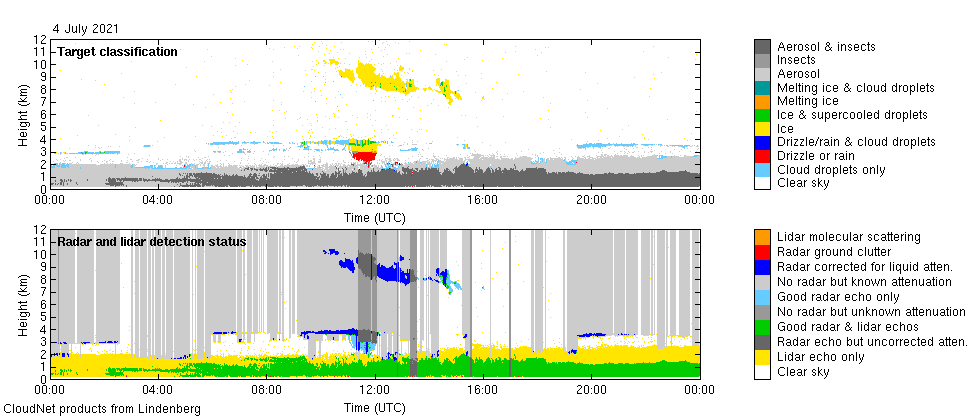 4 July 2021
Target classification
Height (km)
12
11
10
9
8
7
6
5
4
3
2
1
0
00:00 04:00 08:00 12:00 16:00 20:00 00:00
Time (UTC)
Aerosol & insects
Insects
Aerosol
Melting ice & cloud droplets
Melting ice
Ice & supercooled droplets
Ice
Drizzle/rain & cloud droplets
Drizzle or rain
Cloud droplets only
Clear sky
Radar and lidar detection status
Height (km)
12
11
10
9
8
7
6
5
4
3
2
1
0
00:00 04:00 08:00 12:00 16:00 20:00 00:00
Time (UTC)
Lidar molecular scattering
Radar ground clutter
Radar corrected for liquid atten.
No radar but known attenuation
Good radar echo only
No radar but unknown attenuation
Good radar & lidar echos
Radar echo but uncorrected atten.
Lidar echo only
Clear sky
CloudNet products from Lindenberg